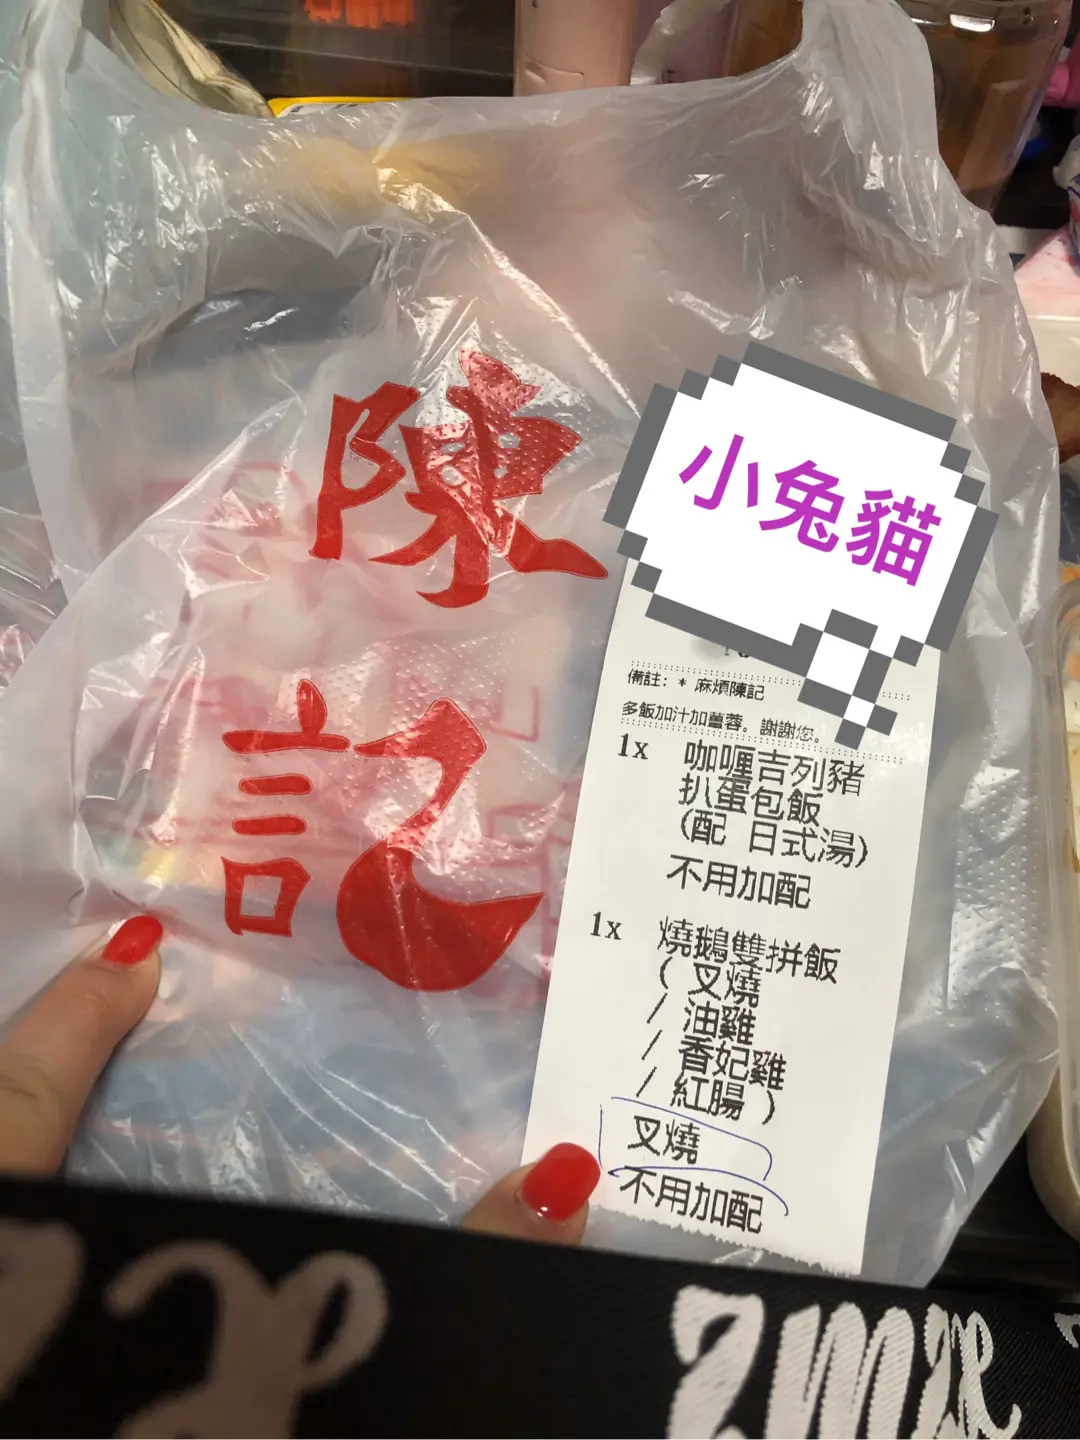 陳
記
小兔貓
備註: * 麻煩陳記
多飯加汁加薑蓉。謝謝您。
1x 咖喱吉列豬
扒蛋包飯
(配 日式湯)
不用加配
1x 燒鵝雙拼飯
( 叉燒
/ 油雞
/ 香妃雞
/ 紅腸 )
叉燒
不用加配